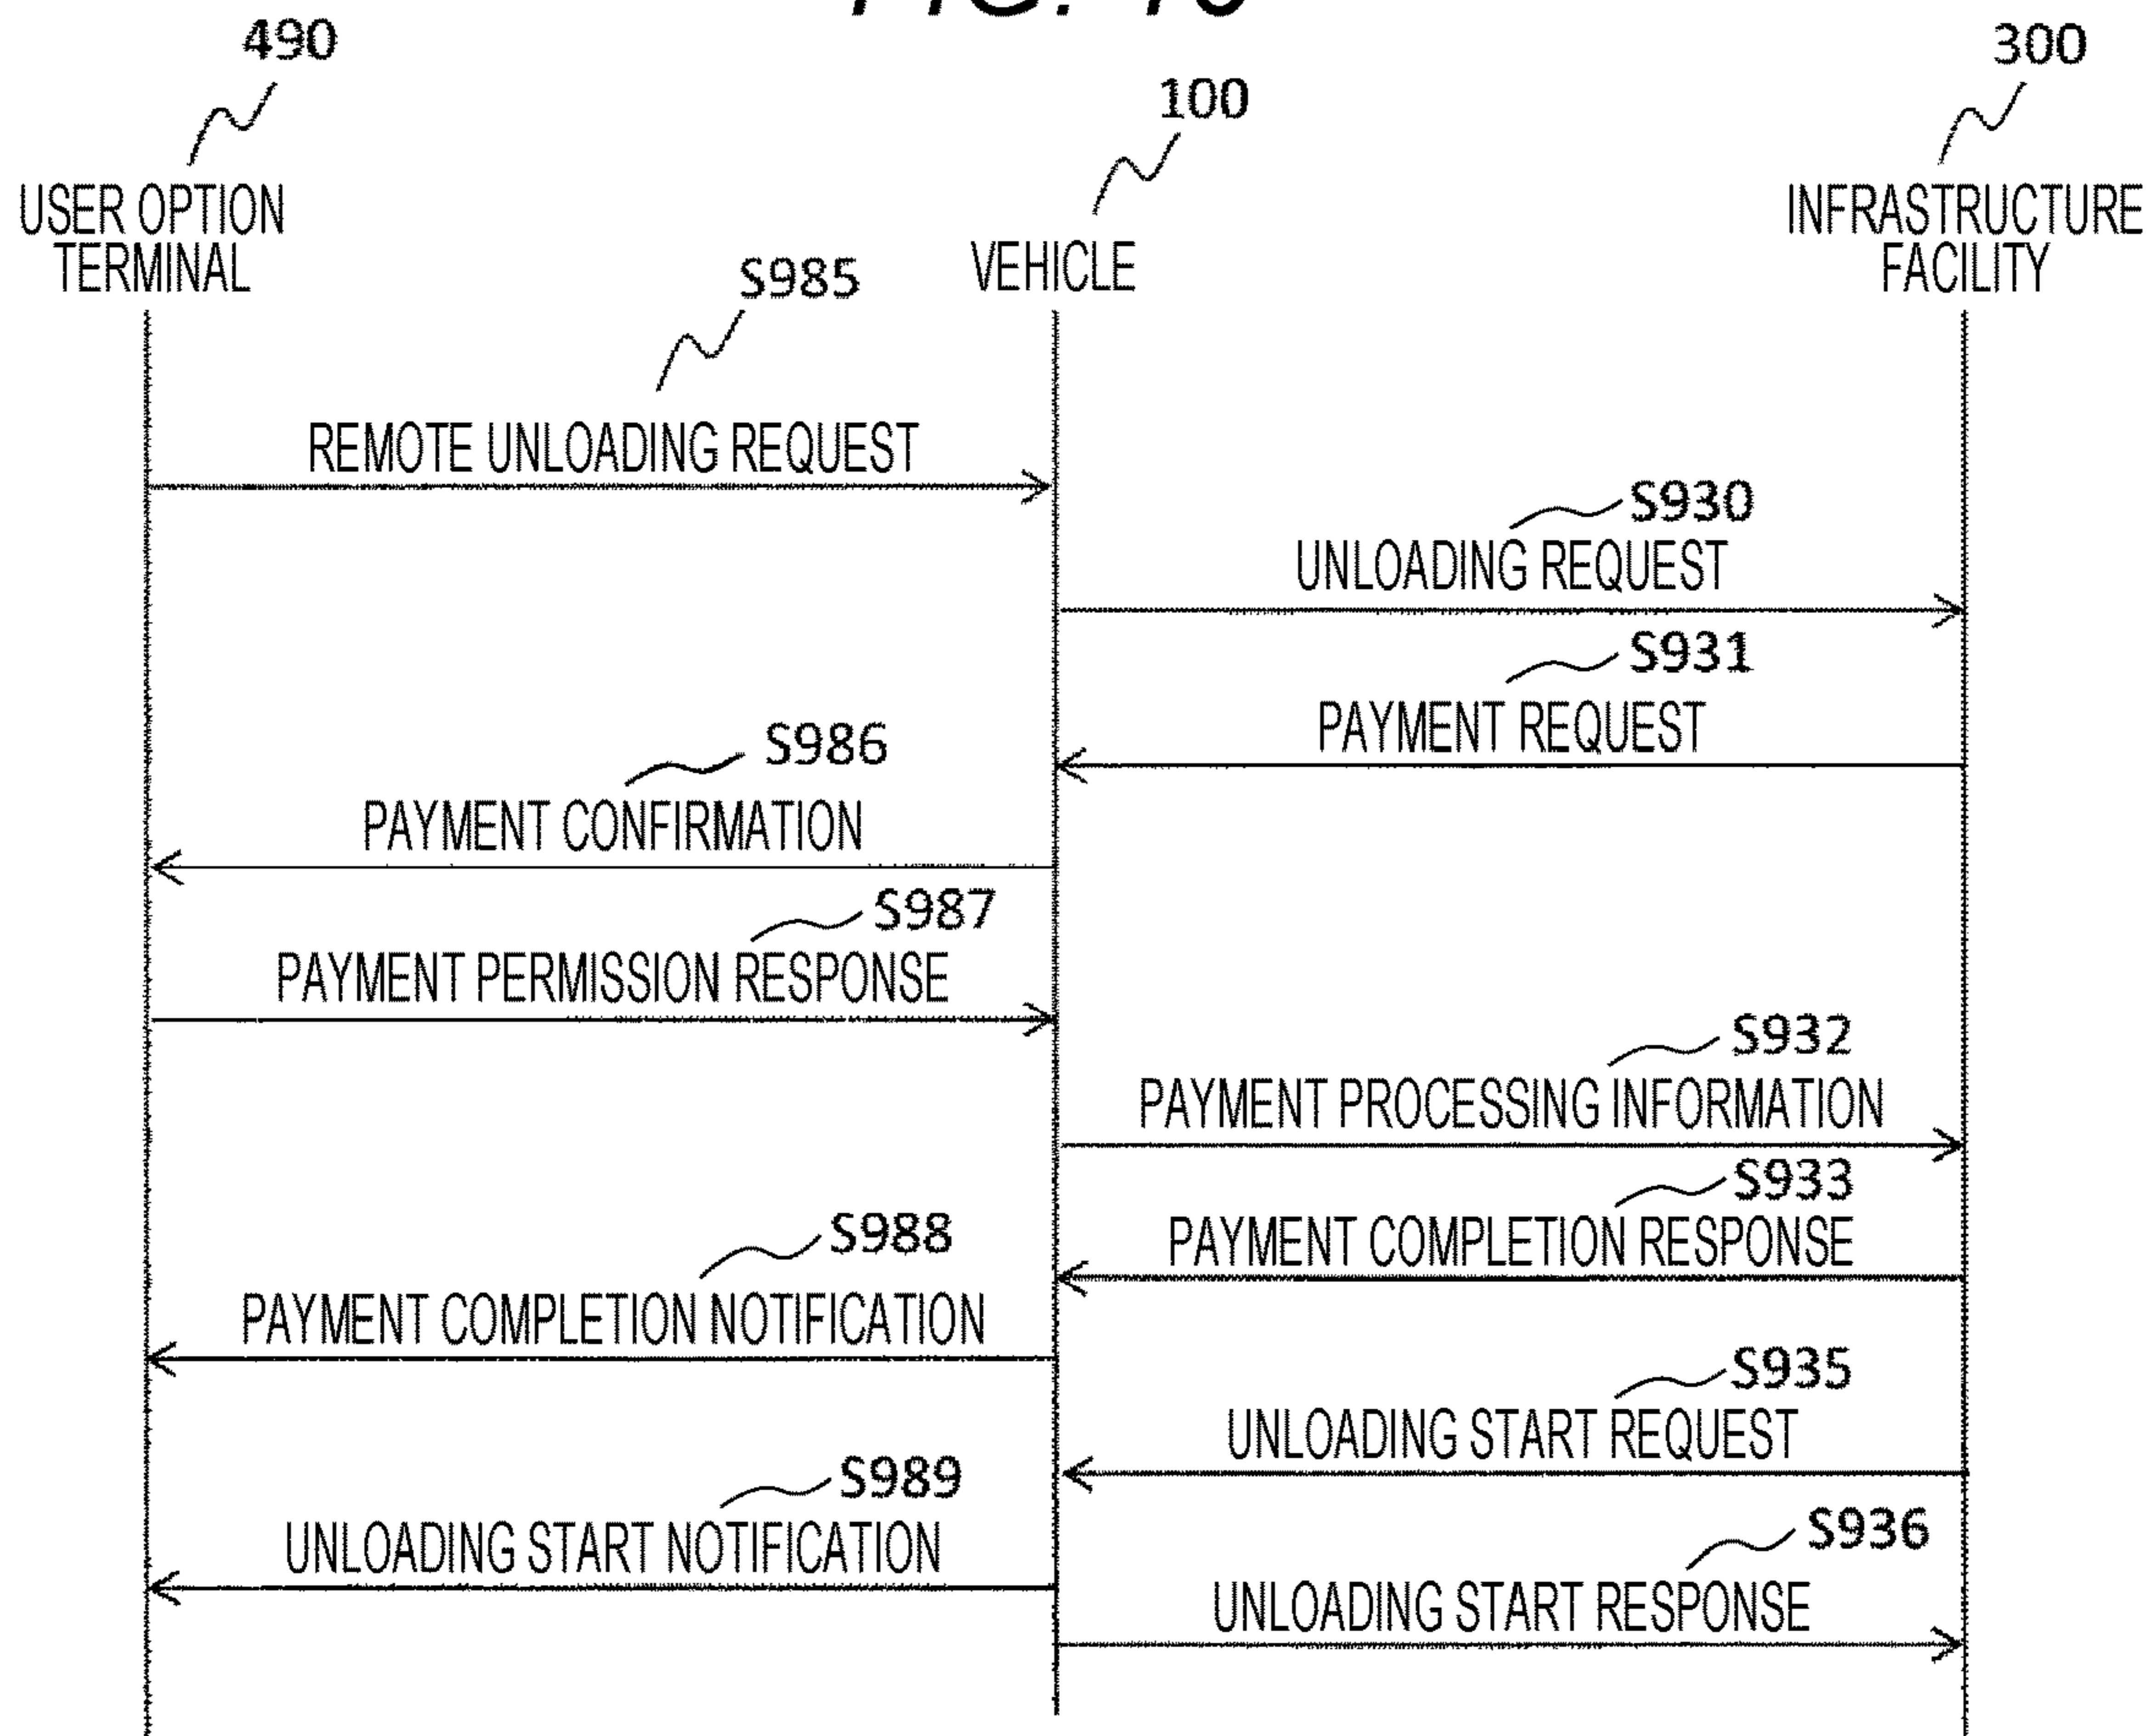 490
300
100
USER OPTION
TERMINAL
INFRASTRUCTURE
FACILITY
VEHICLE
S985
REMOTE UNLOADING REQUEST
S930
UNLOADING REQUEST
S931
PAYMENT REQUEST
S986
PAYMENT CONFIRMATION
S987
PAYMENT PERMISSION RESPONSE
S932
PAYMENT PROCESSING INFORMATION
S933
PAYMENT COMPLETION RESPONSE
S988
PAYMENT COMPLETION NOTIFICATION
S935
UNLOADING START REQUEST
S989
UNLOADING START NOTIFICATION
S936
UNLOADING START RESPONSE